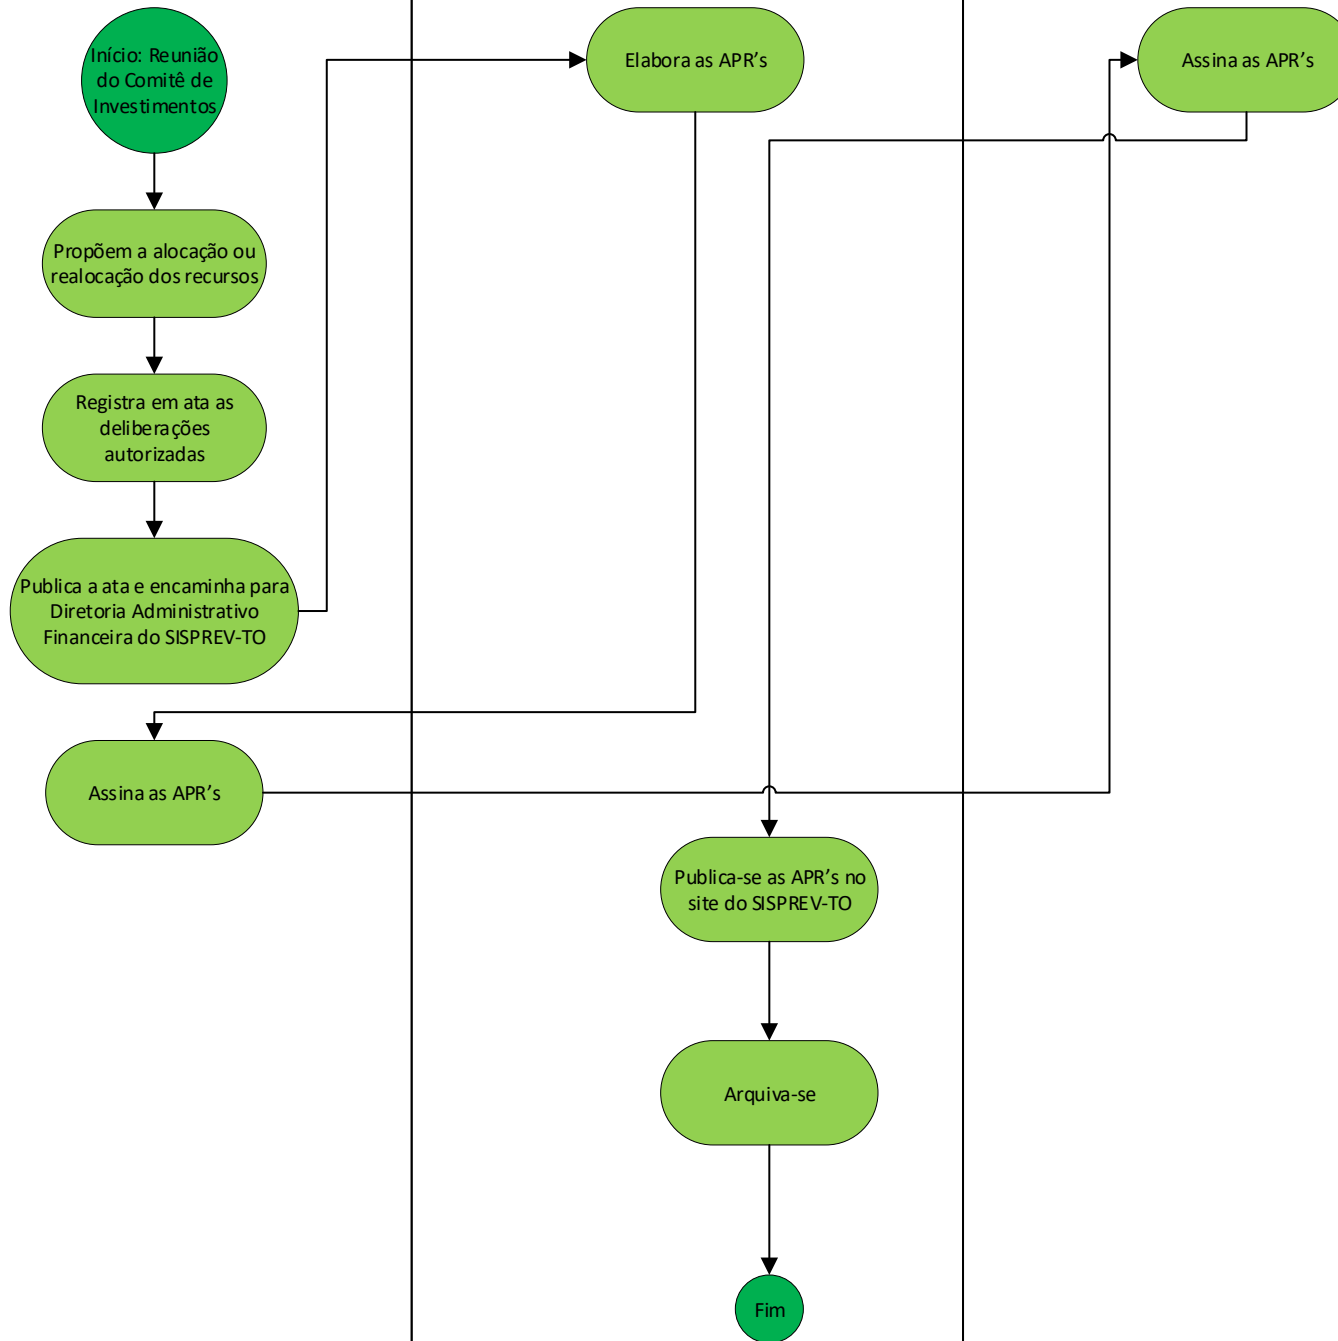 Início: Reunião
do Comitê de
Investimentos
Propõem a alocação ou
realocação dos recursos
Registra em ata as
deliberações
autorizadas
Publica a ata e encaminha para
Diretoria Administrativo
Financeira do SISPREV-TO
Elabora as APR’s
Assina as APR’s
Assina as APR’s
Publica-se as APR’s no
site do SISPREV-TO
Arquiva-se
Fim